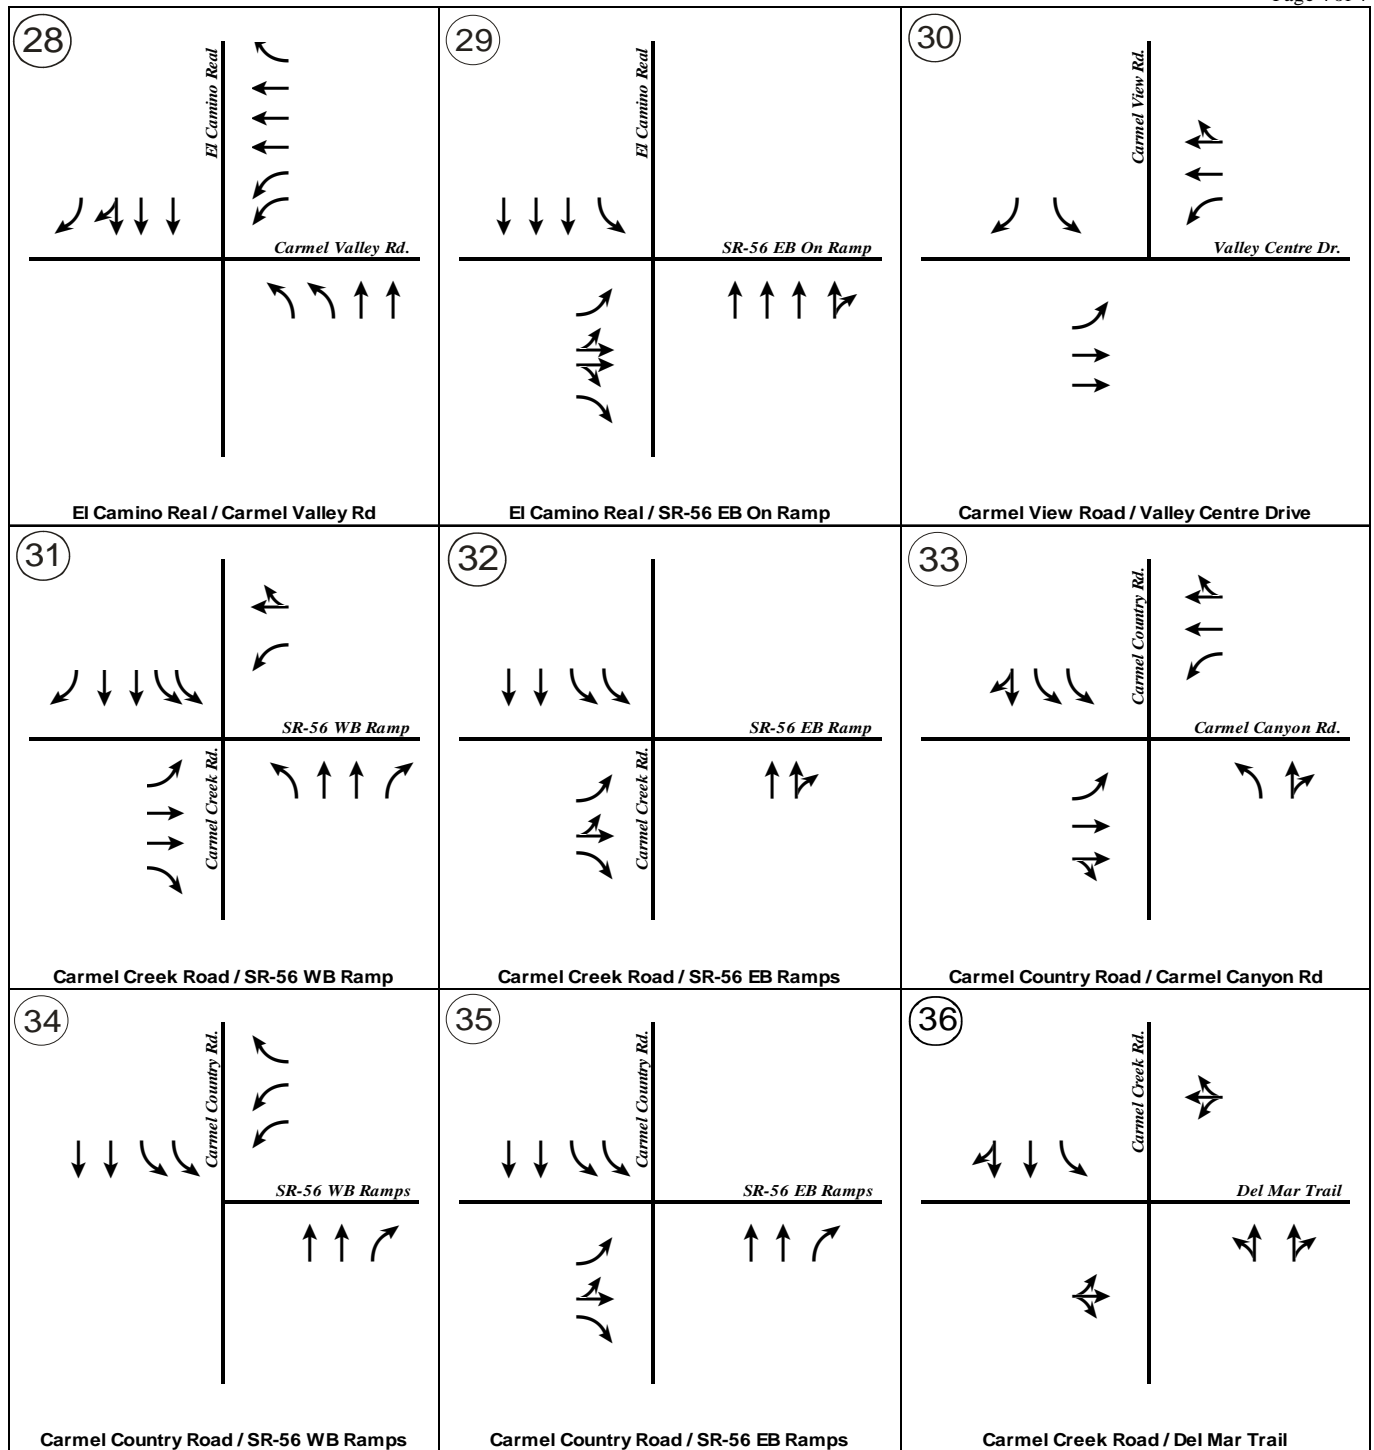 28
El Camino Real
Carmel Valley Rd.
El Camino Real / Carmel Valley Rd
29
El Camino Real
SR-56 EB On Ramp
El Camino Real / SR-56 EB On Ramp
30
Carmel View Rd.
Valley Centre Dr.
Carmel View Road / Valley Centre Drive
31
SR-56 WB Ramp
Carmel Creek Rd.
Carmel Creek Road / SR-56 WB Ramp
32
SR-56 EB Ramp
Carmel Creek Rd.
Carmel Creek Road / SR-56 EB Ramps
33
Carmel Country Rd.
Carmel Canyon Rd.
Carmel Country Road / Carmel Canyon Rd
34
Carmel Country Rd.
SR-56 WB Ramps
Carmel Country Road / SR-56 WB Ramps
35
Carmel Country Rd.
SR-56 EB Ramps
Carmel Country Road / SR-56 EB Ramps
36
Carmel Creek Rd.
Del Mar Trail
Carmel Creek Road / Del Mar Trail